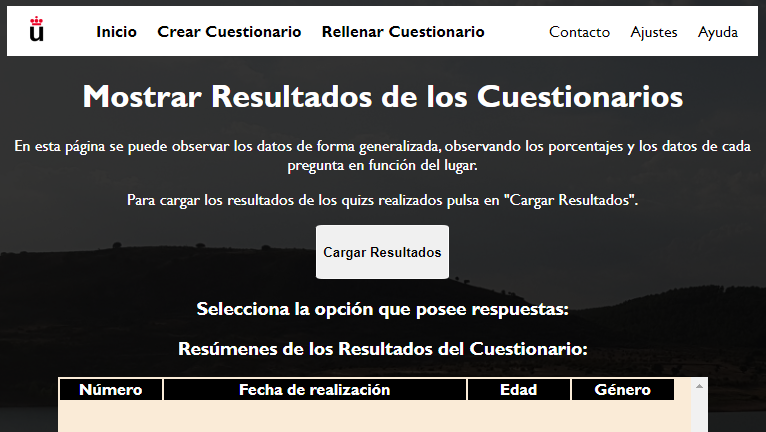 u
Inicio Crear Cuestionario Rellenar Cuestionario Contacto Ajustes Ayuda
Mostrar Resultados de los Cuestionarios
En esta página se puede observar los datos de forma generalizada, observando los porcentajes y los datos de cada
pregunta en función del lugar.
Para cargar los resultados de los quizs realizados pulsa en "Cargar Resultados".
Cargar Resultados
Selecciona la opción que posee respuestas:
Resúmenes de los Resultados del Cuestionario:
Número Fecha de realización Edad Género